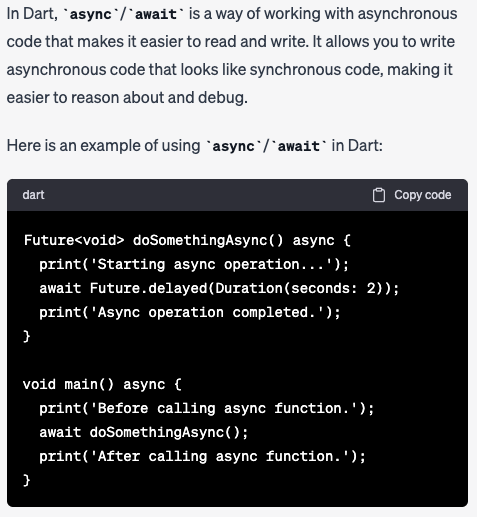 In Dart, `async`/`await` is a way of working with asynchronous
code that makes it easier to read and write. It allows you to write
asynchronous code that looks like synchronous code, making it
easier to reason about and debug.
Here is an example of using `async`/`await` in Dart:
dart Copy code
Future<void> doSomethingAsync() async {
  print('Starting async operation...');
  await Future.delayed(Duration(seconds: 2));
  print('Async operation completed.');
}
void main() async {
  print('Before calling async function.');
  await doSomethingAsync();
  print('After calling async function.');
}